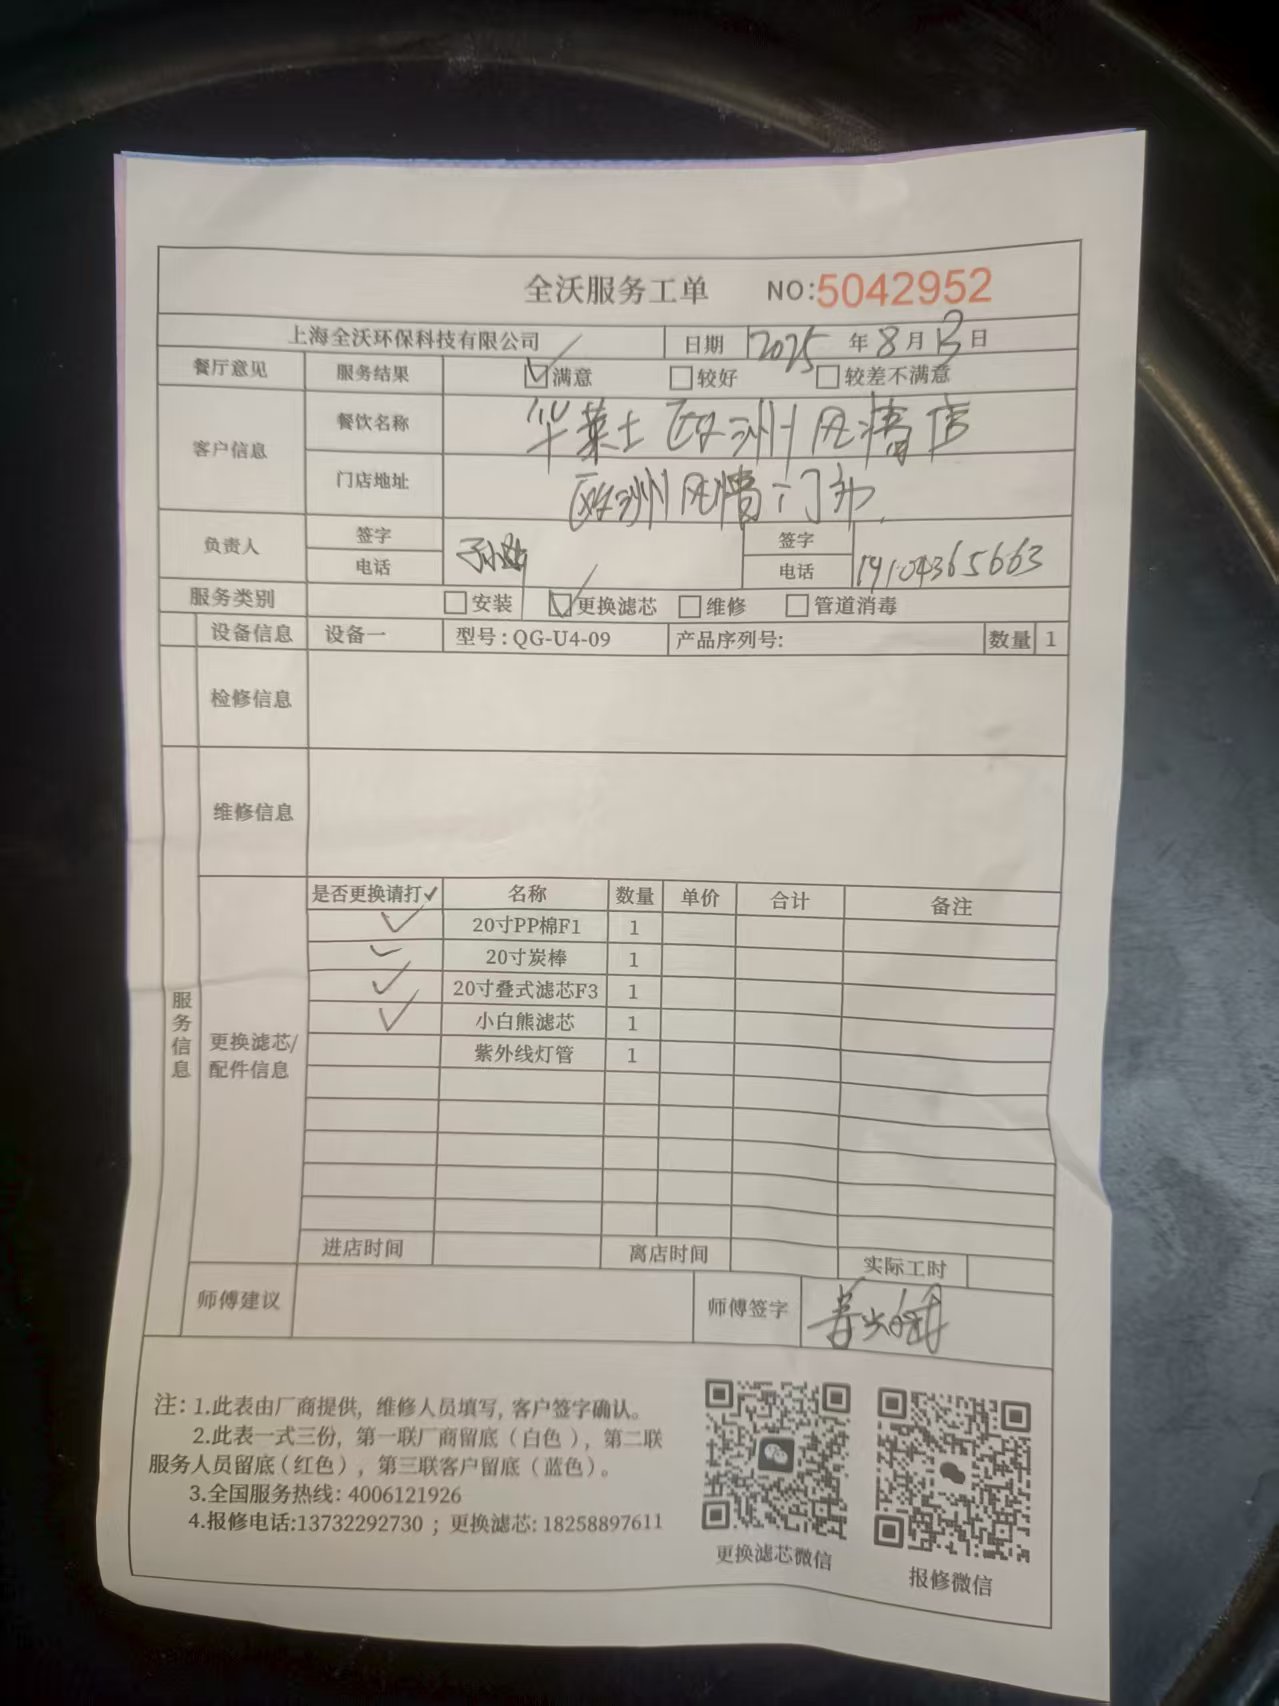 全沃服务工单 NO:5042952
上海全沃环保科技有限公司 日期 2025 年 8 月 13 日
餐厅意见 服务结果 ☑满意 □较好 □较差不满意
客户信息 餐饮名称 华莱士欧洲风情店
门店地址 欧洲风情门市
负责人 签字 签字
电话 电话 19104365663
服务类别 □安装 ☑更换滤芯 □维修 □管道消毒
设备信息 设备一 型号:QG-U4-09 产品序列号: 数量 1
检修信息
维修信息
服务信息
更换滤芯/配件信息
是否更换请打✓ 名称 数量 单价 合计 备注
✓ 20寸PP棉F1 1
✓ 20寸炭棒 1
✓ 20寸叠式滤芯F3 1
✓ 小白熊滤芯 1
紫外线灯管 1
进店时间 离店时间 实际工时
师傅建议 师傅签字
注: 1.此表由厂商提供, 维修人员填写, 客户签字确认。
2.此表一式三份, 第一联厂商留底(白色), 第二联
服务人员留底(红色), 第三联客户留底(蓝色)。
3.全国服务热线: 4006121926
4.报修电话:13732292730 ; 更换滤芯: 18258897611
更换滤芯微信
报修微信